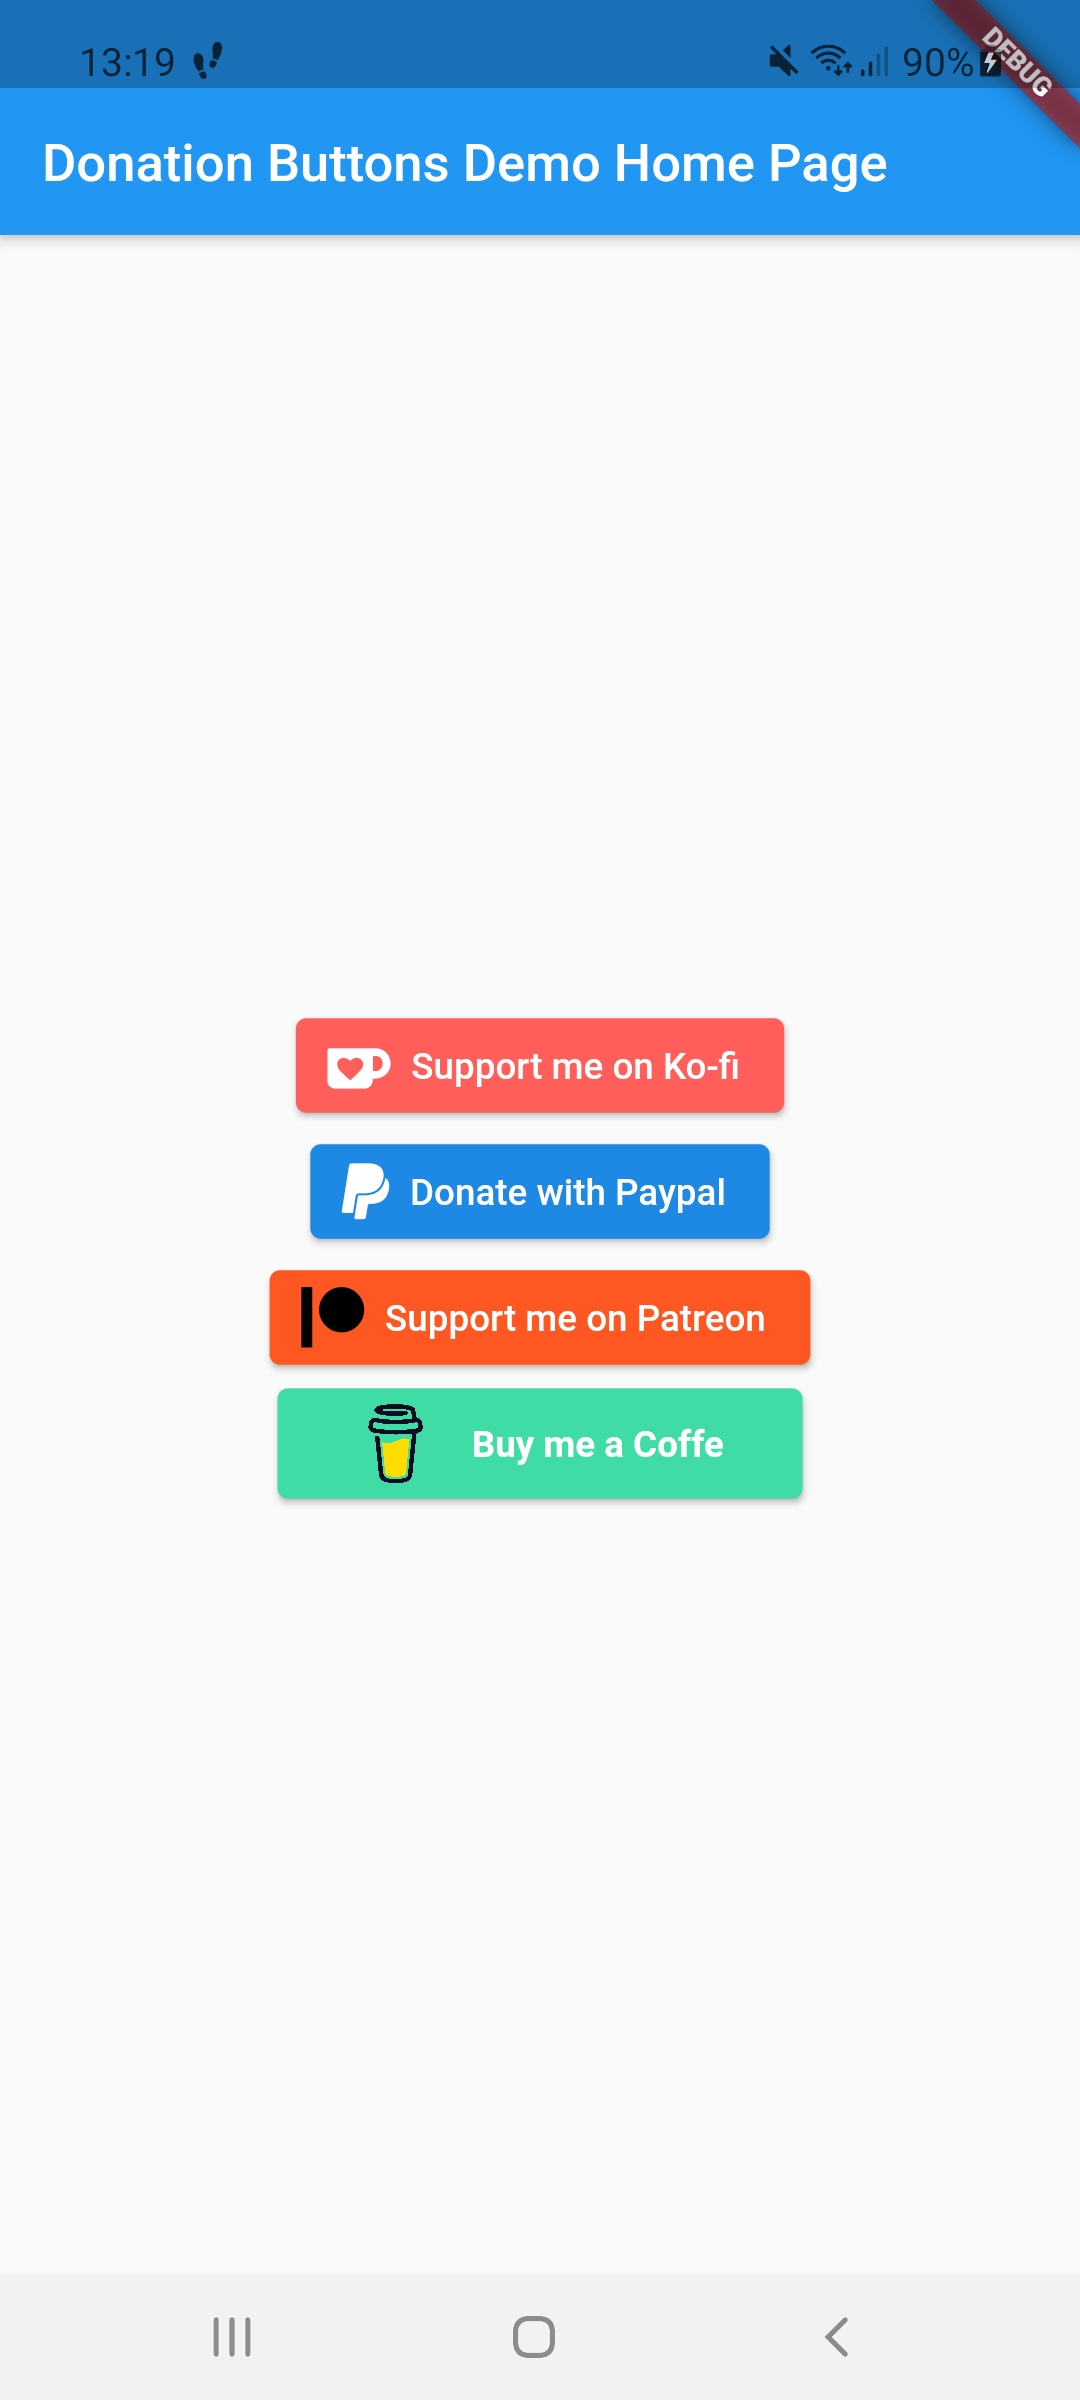 13:19
90%
DEBUG
Donation Buttons Demo Home Page
Support me on Ko-fi
Donate with Paypal
Support me on Patreon
Buy me a Coffe